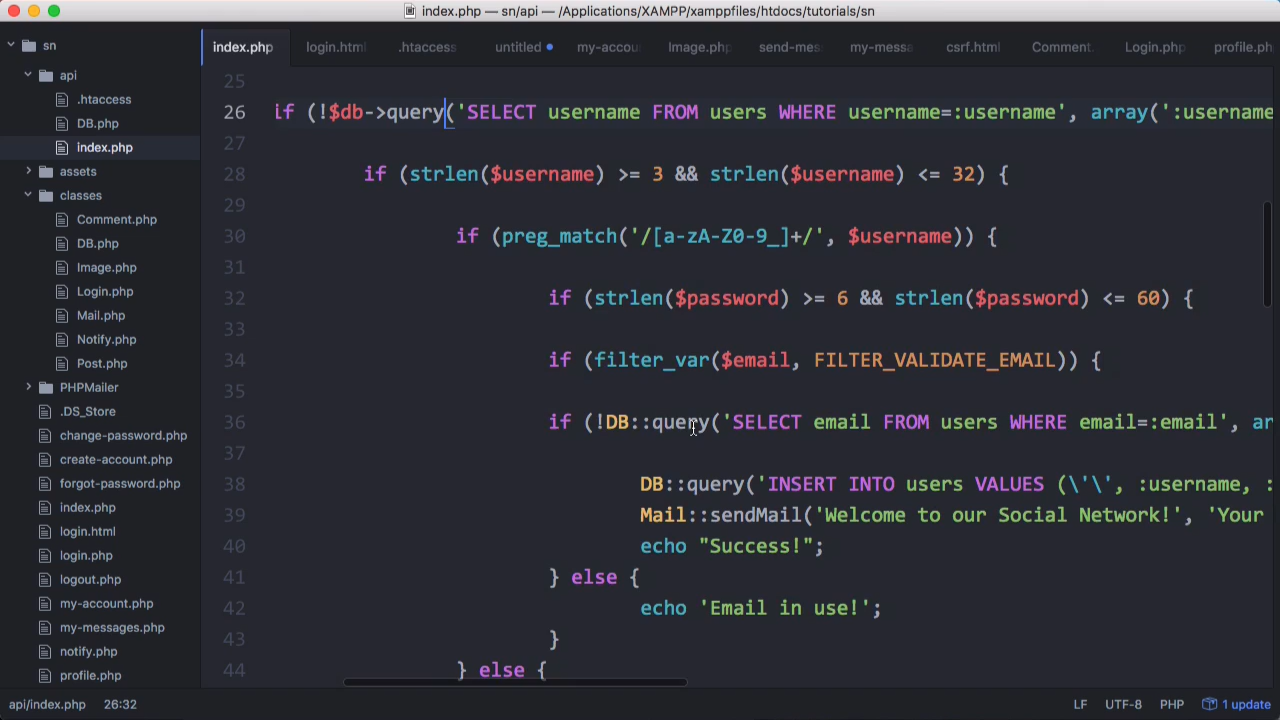 index.php — sn/api — /Applications/XAMPP/xamppfiles/htdocs/tutorials/sn
sn
api
.htaccess
DB.php
index.php
assets
classes
Comment.php
DB.php
Image.php
Login.php
Mail.php
Notify.php
Post.php
PHPMailer
.DS_Store
change-password.php
create-account.php
forgot-password.php
index.php
login.html
login.php
logout.php
my-account.php
my-messages.php
notify.php
profile.php
index.php login.html .htaccess untitled my-accou Image.php send-mes my-messa csrf.html Comment. Login.php profile.ph
25
26 if (!$db->query('SELECT username FROM users WHERE username=:username', array(':username
27
28 if (strlen($username) >= 3 && strlen($username) <= 32) {
29
30 if (preg_match('/[a-zA-Z0-9_]+/', $username)) {
31
32 if (strlen($password) >= 6 && strlen($password) <= 60) {
33
34 if (filter_var($email, FILTER_VALIDATE_EMAIL)) {
35
36 if (!DB::query('SELECT email FROM users WHERE email=:email', ar
37
38 DB::query('INSERT INTO users VALUES (\'\', :username, :
39 Mail::sendMail('Welcome to our Social Network!', 'Your
40 echo "Success!";
41 } else {
42 echo 'Email in use!';
43 }
44 } else {
api/index.php 26:32 LF UTF-8 PHP 1 update